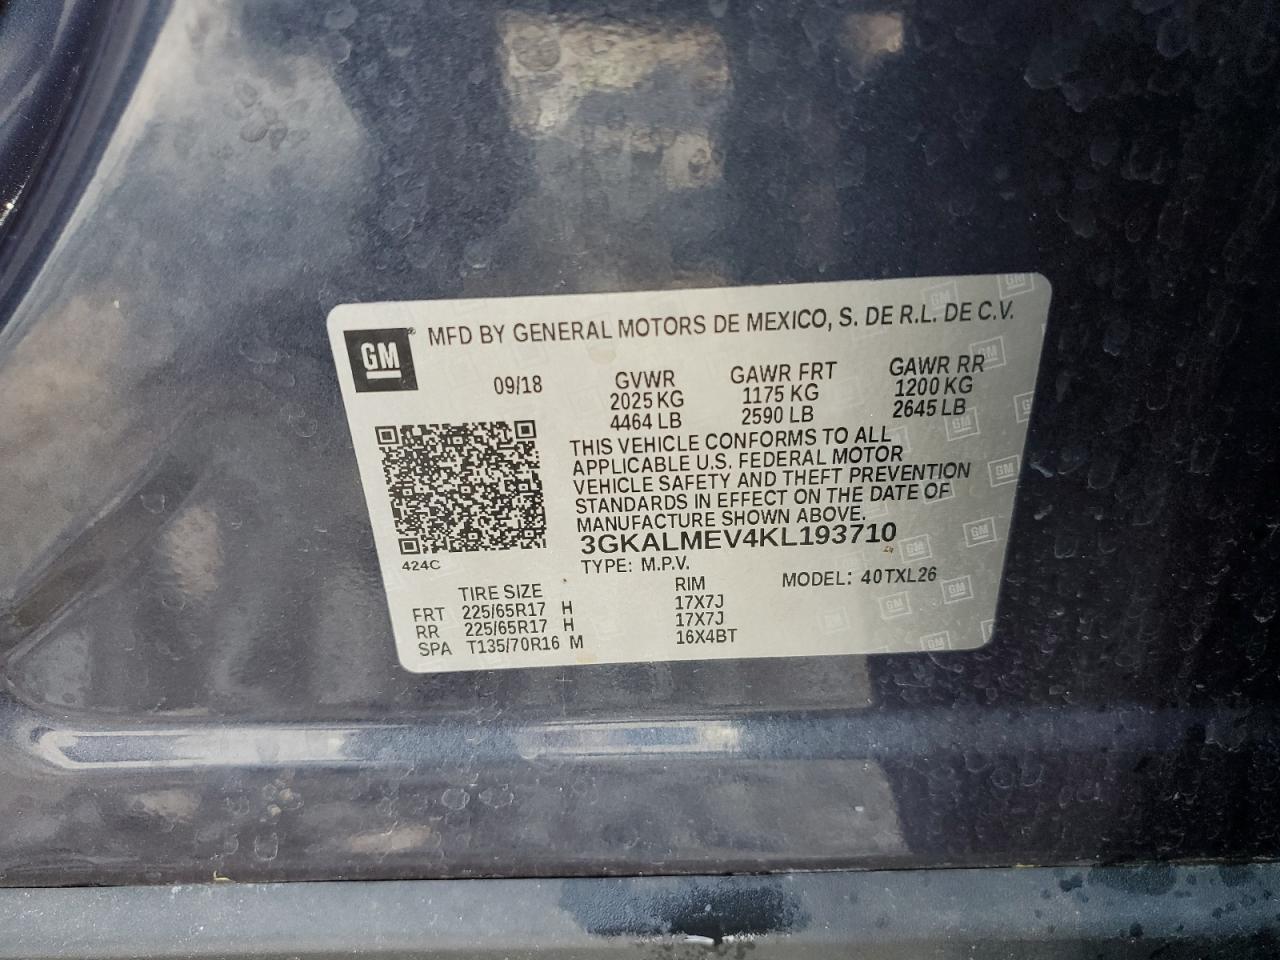 GM MFD BY GENERAL MOTORS DE MEXICO, S. DE R.L. DE C.V.
09/18
GVWR
2025 KG
4464 LB
GAWR FRT
1175 KG
2590 LB
GAWR RR
1200 KG
2645 LB
THIS VEHICLE CONFORMS TO ALL
APPLICABLE U.S. FEDERAL MOTOR
VEHICLE SAFETY AND THEFT PREVENTION
STANDARDS IN EFFECT ON THE DATE OF
MANUFACTURE SHOWN ABOVE.
3GKALMEV4KL193710
424C
TYPE: M.P.V.
MODEL: 40TXL26
TIRE SIZE RIM
FRT 225/65R17 H 17X7J
RR 225/65R17 H 17X7J
SPA T135/70R16 M 16X4BT